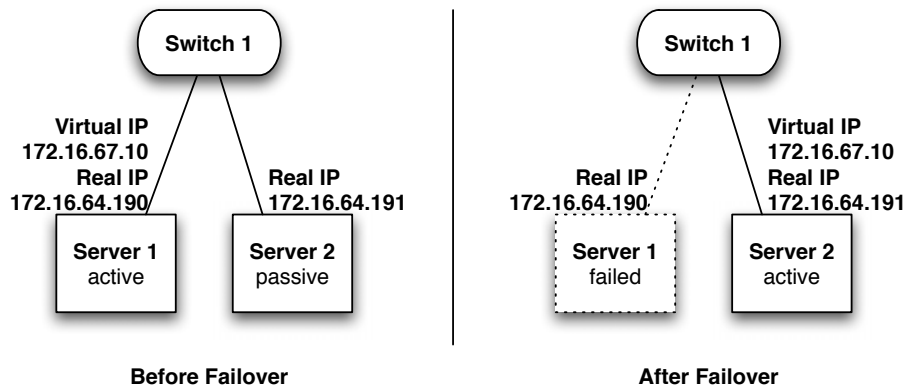 Switch 1
Virtual IP
172.16.67.10
Real IP
172.16.64.190
Real IP
172.16.64.191
Server 1
active
Server 2
passive
Before Failover
Switch 1
Virtual IP
172.16.67.10
Real IP
172.16.64.190
Real IP
172.16.64.191
Server 1
failed
Server 2
active
After Failover